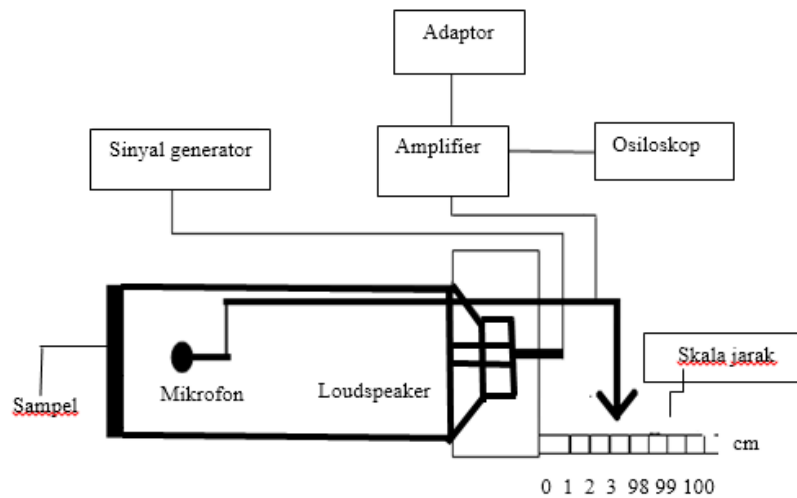 Adaptor
Sinyal generator
Amplifier
Osiloskop
Skala jarak
Sampel
Mikrofon
Loudspeaker
cm
0 1 2 3 98 99 100